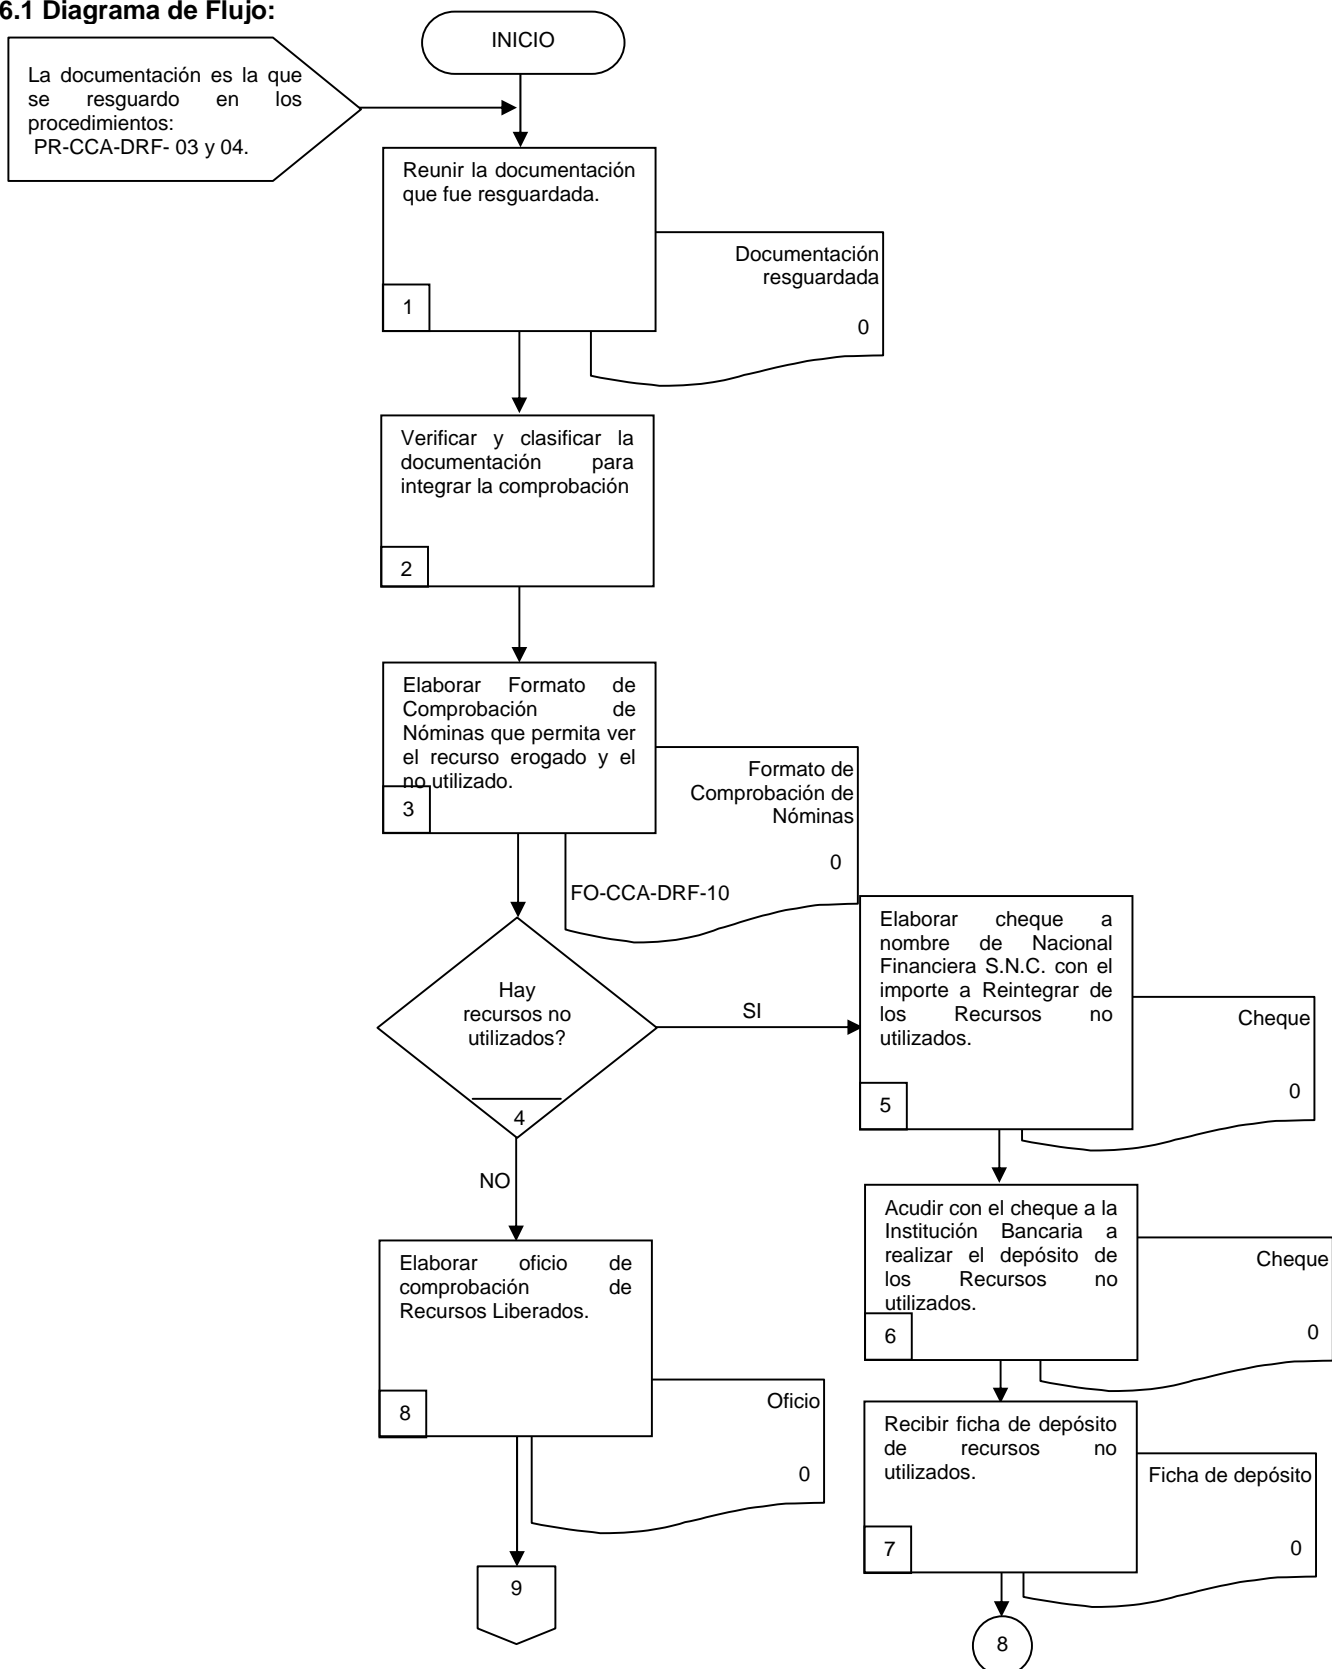 6.1 Diagrama de Flujo:
INICIO
La documentación es la que
se resguardo en los
procedimientos:
PR-CCA-DRF- 03 y 04.
Reunir la documentación
que fue resguardada.
1
Documentación
resguardada
0
Verificar y clasificar la
documentación para
integrar la comprobación
2
Elaborar Formato de
Comprobación de
Nóminas que permita ver
el recurso erogado y el
no utilizado.
3
Formato de
Comprobación de
Nóminas
0
FO-CCA-DRF-10
Hay
recursos no
utilizados?
4
SI
NO
Elaborar cheque a
nombre de Nacional
Financiera S.N.C. con el
importe a Reintegrar de
los Recursos no
utilizados.
5
Cheque
0
Acudir con el cheque a la
Institución Bancaria a
realizar el depósito de
los Recursos no
utilizados.
6
Cheque
0
Recibir ficha de depósito
de recursos no
utilizados.
7
Ficha de depósito
0
8
Elaborar oficio de
comprobación de
Recursos Liberados.
8
Oficio
0
9